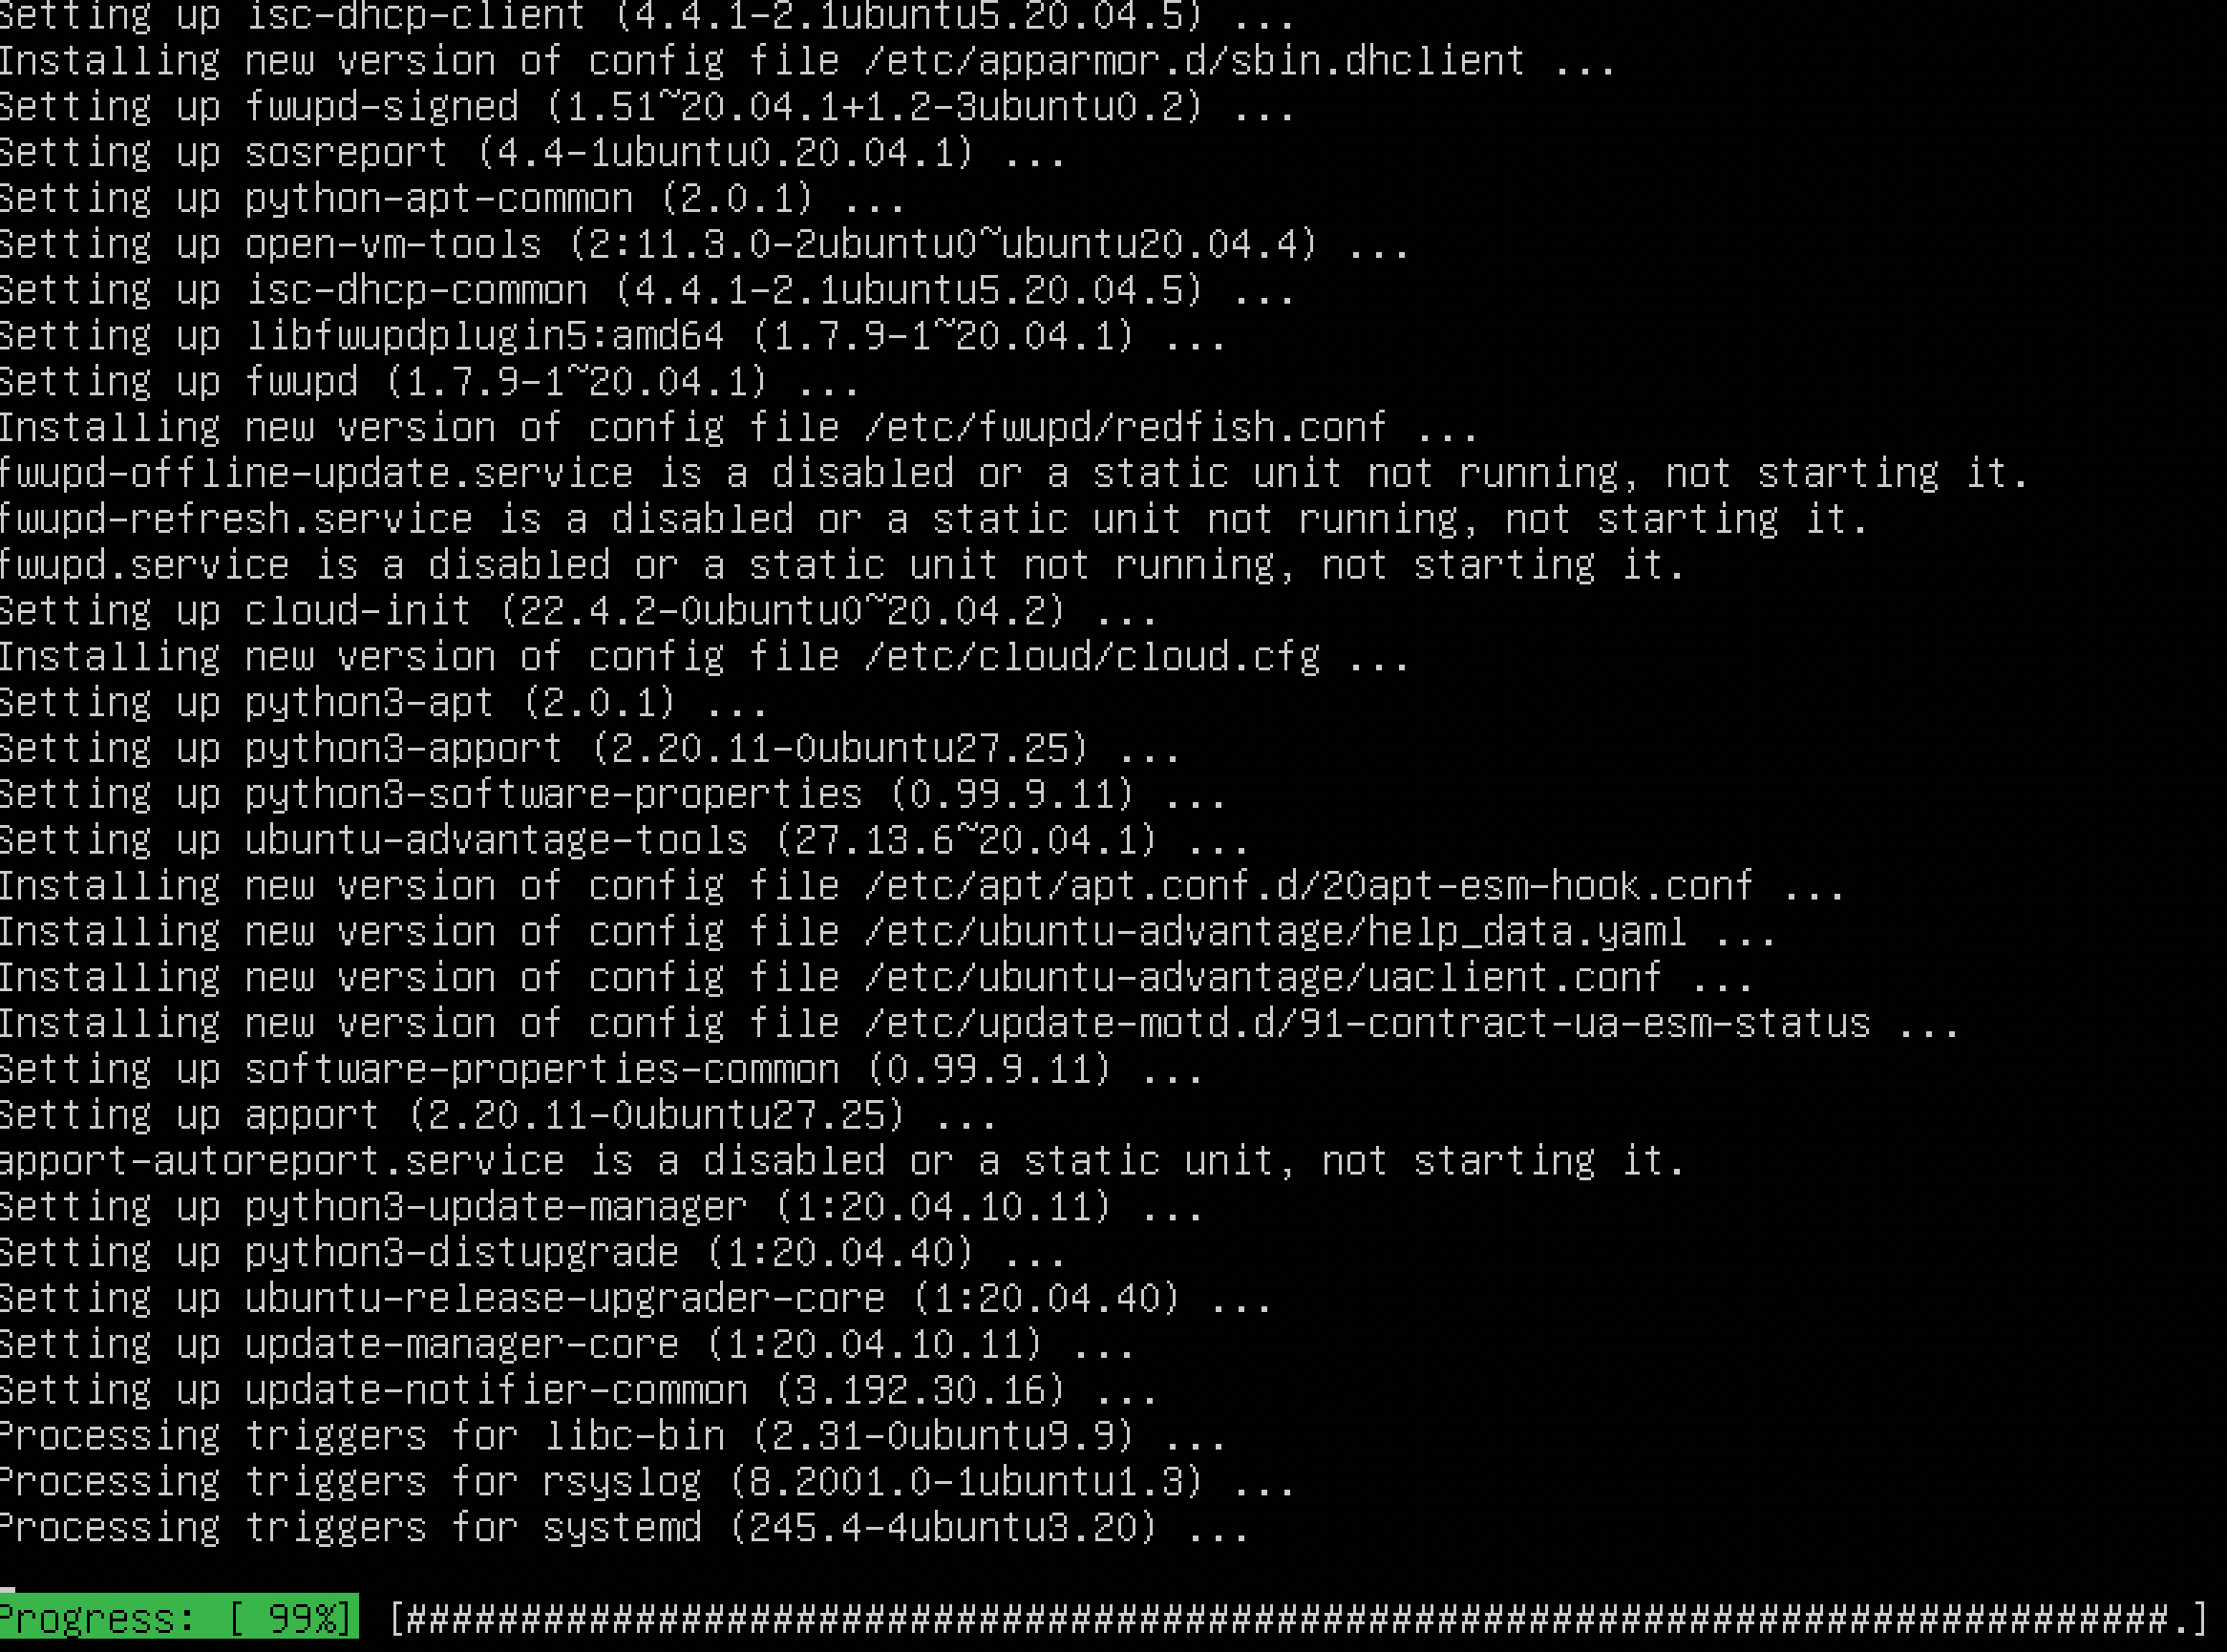 Setting up isc-dhcp-client (4.4.1-2.1ubuntu5.20.04.5) ...
Installing new version of config file /etc/apparmor.d/sbin.dhclient ...
Setting up fwupd-signed (1.51~20.04.1+1.2-3ubuntu0.2) ...
Setting up sosreport (4.4-1ubuntu0.20.04.1) ...
Setting up python-apt-common (2.0.1) ...
Setting up open-vm-tools (2:11.3.0-2ubuntu0~ubuntu20.04.4) ...
Setting up isc-dhcp-common (4.4.1-2.1ubuntu5.20.04.5) ...
Setting up libfwupdplugin5:amd64 (1.7.9-1~20.04.1) ...
Setting up fwupd (1.7.9-1~20.04.1) ...
Installing new version of config file /etc/fwupd/redfish.conf ...
fwupd-offline-update.service is a disabled or a static unit not running, not starting it.
fwupd-refresh.service is a disabled or a static unit not running, not starting it.
fwupd.service is a disabled or a static unit not running, not starting it.
Setting up cloud-init (22.4.2-0ubuntu0~20.04.2) ...
Installing new version of config file /etc/cloud/cloud.cfg ...
Setting up python3-apt (2.0.1) ...
Setting up python3-apport (2.20.11-0ubuntu27.25) ...
Setting up python3-software-properties (0.99.9.11) ...
Setting up ubuntu-advantage-tools (27.13.6~20.04.1) ...
Installing new version of config file /etc/apt/apt.conf.d/20apt-esm-hook.conf ...
Installing new version of config file /etc/ubuntu-advantage/help_data.yaml ...
Installing new version of config file /etc/ubuntu-advantage/uaclient.conf ...
Installing new version of config file /etc/update-motd.d/91-contract-ua-esm-status ...
Setting up software-properties-common (0.99.9.11) ...
Setting up apport (2.20.11-0ubuntu27.25) ...
apport-autoreport.service is a disabled or a static unit, not starting it.
Setting up python3-update-manager (1:20.04.10.11) ...
Setting up python3-distupgrade (1:20.04.40) ...
Setting up ubuntu-release-upgrader-core (1:20.04.40) ...
Setting up update-manager-core (1:20.04.10.11) ...
Setting up update-notifier-common (3.192.30.16) ...
Processing triggers for libc-bin (2.31-0ubuntu9.9) ...
Processing triggers for rsyslog (8.2001.0-1ubuntu1.3) ...
Processing triggers for systemd (245.4-4ubuntu3.20) ...
Progress: [ 99%] [#############################################################################.]